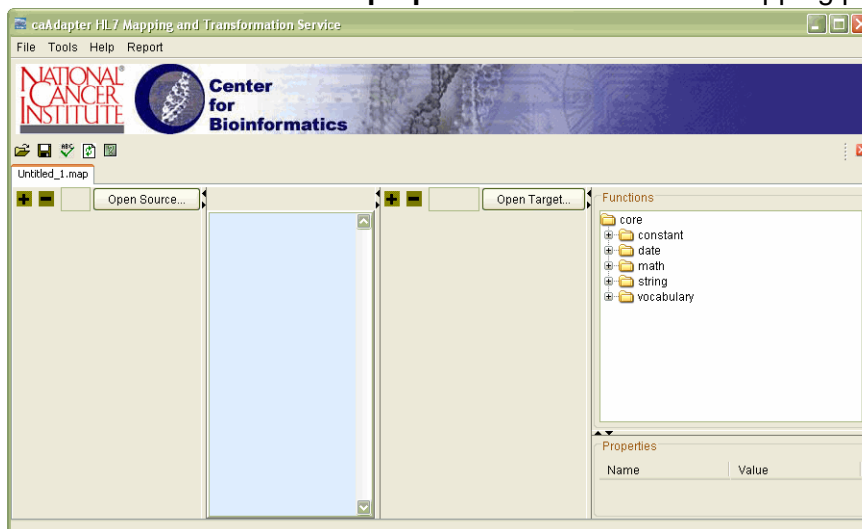 caAdapter HL7 Mapping and Transformation Service
File Tools Help Report
NATIONAL®
CANCER
INSTITUTE
Center
for
Bioinformatics
Untitled_1.map
Open Source...
Open Target...
Functions
core
constant
date
math
string
vocabulary
Properties
Name Value